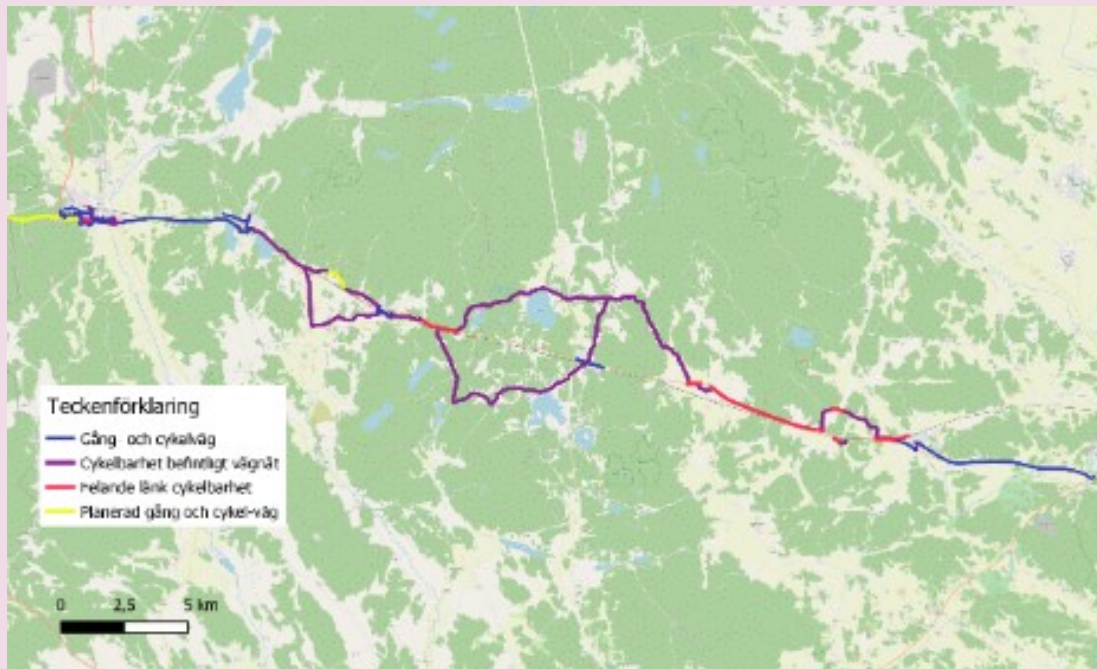 Teckenförklaring
Gång- och cykelväg
Cykelbarhet befintligt vägnät
Felande länk cykelbarhet
Planerad gång och cykel-väg
0 2,5 5 km